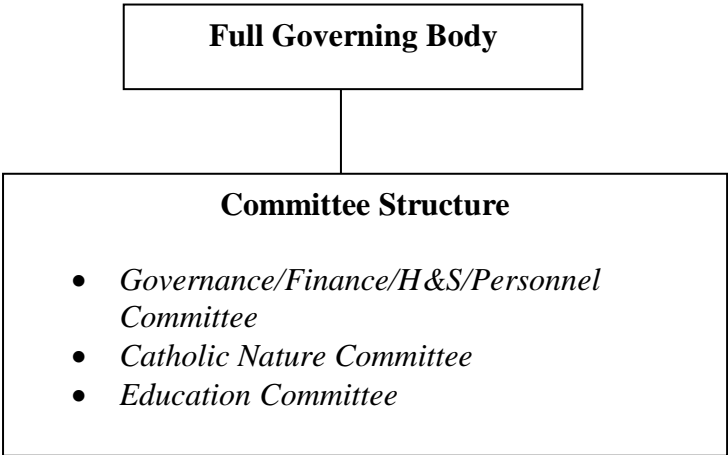 Full Governing Body
Committee Structure
• Governance/Finance/H&S/Personnel
Committee
• Catholic Nature Committee
• Education Committee